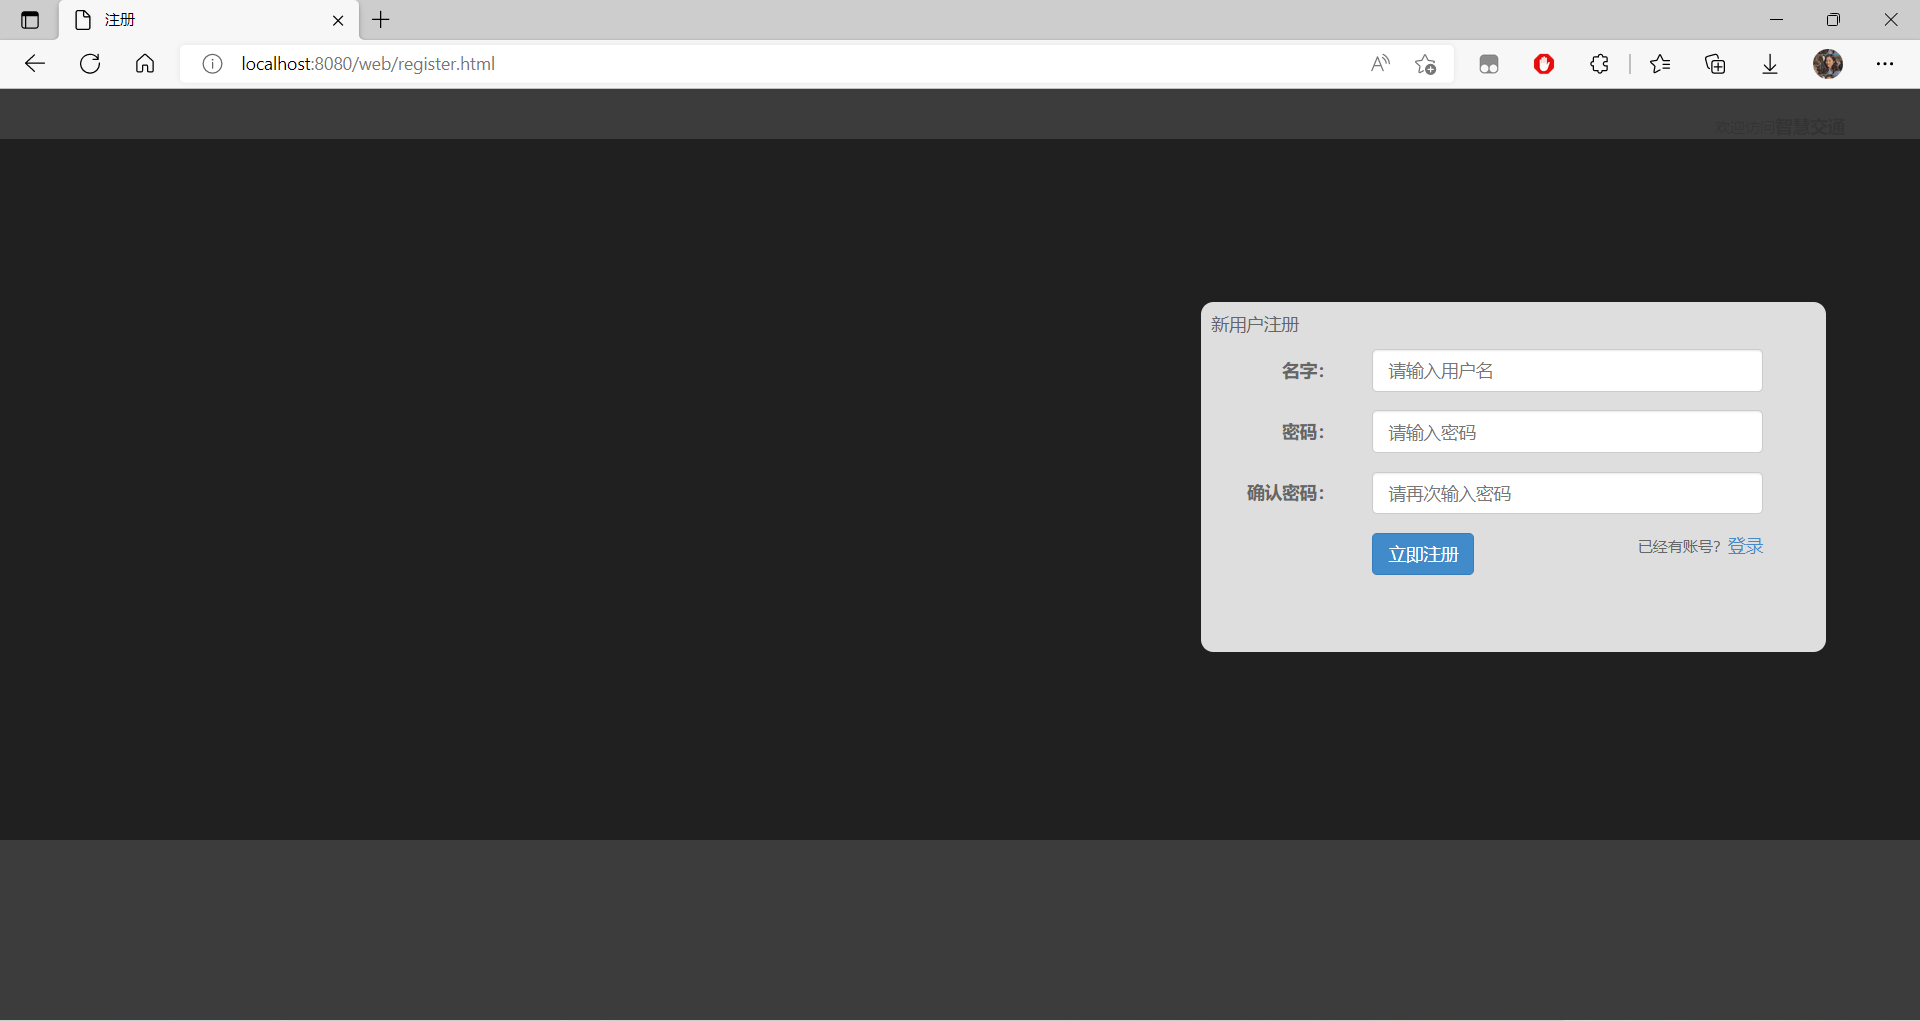 注册
localhost:8080/web/register.html
欢迎访问智慧交通
新用户注册
名字：
请输入用户名
密码：
请输入密码
确认密码：
请再次输入密码
立即注册
已经有账号？登录